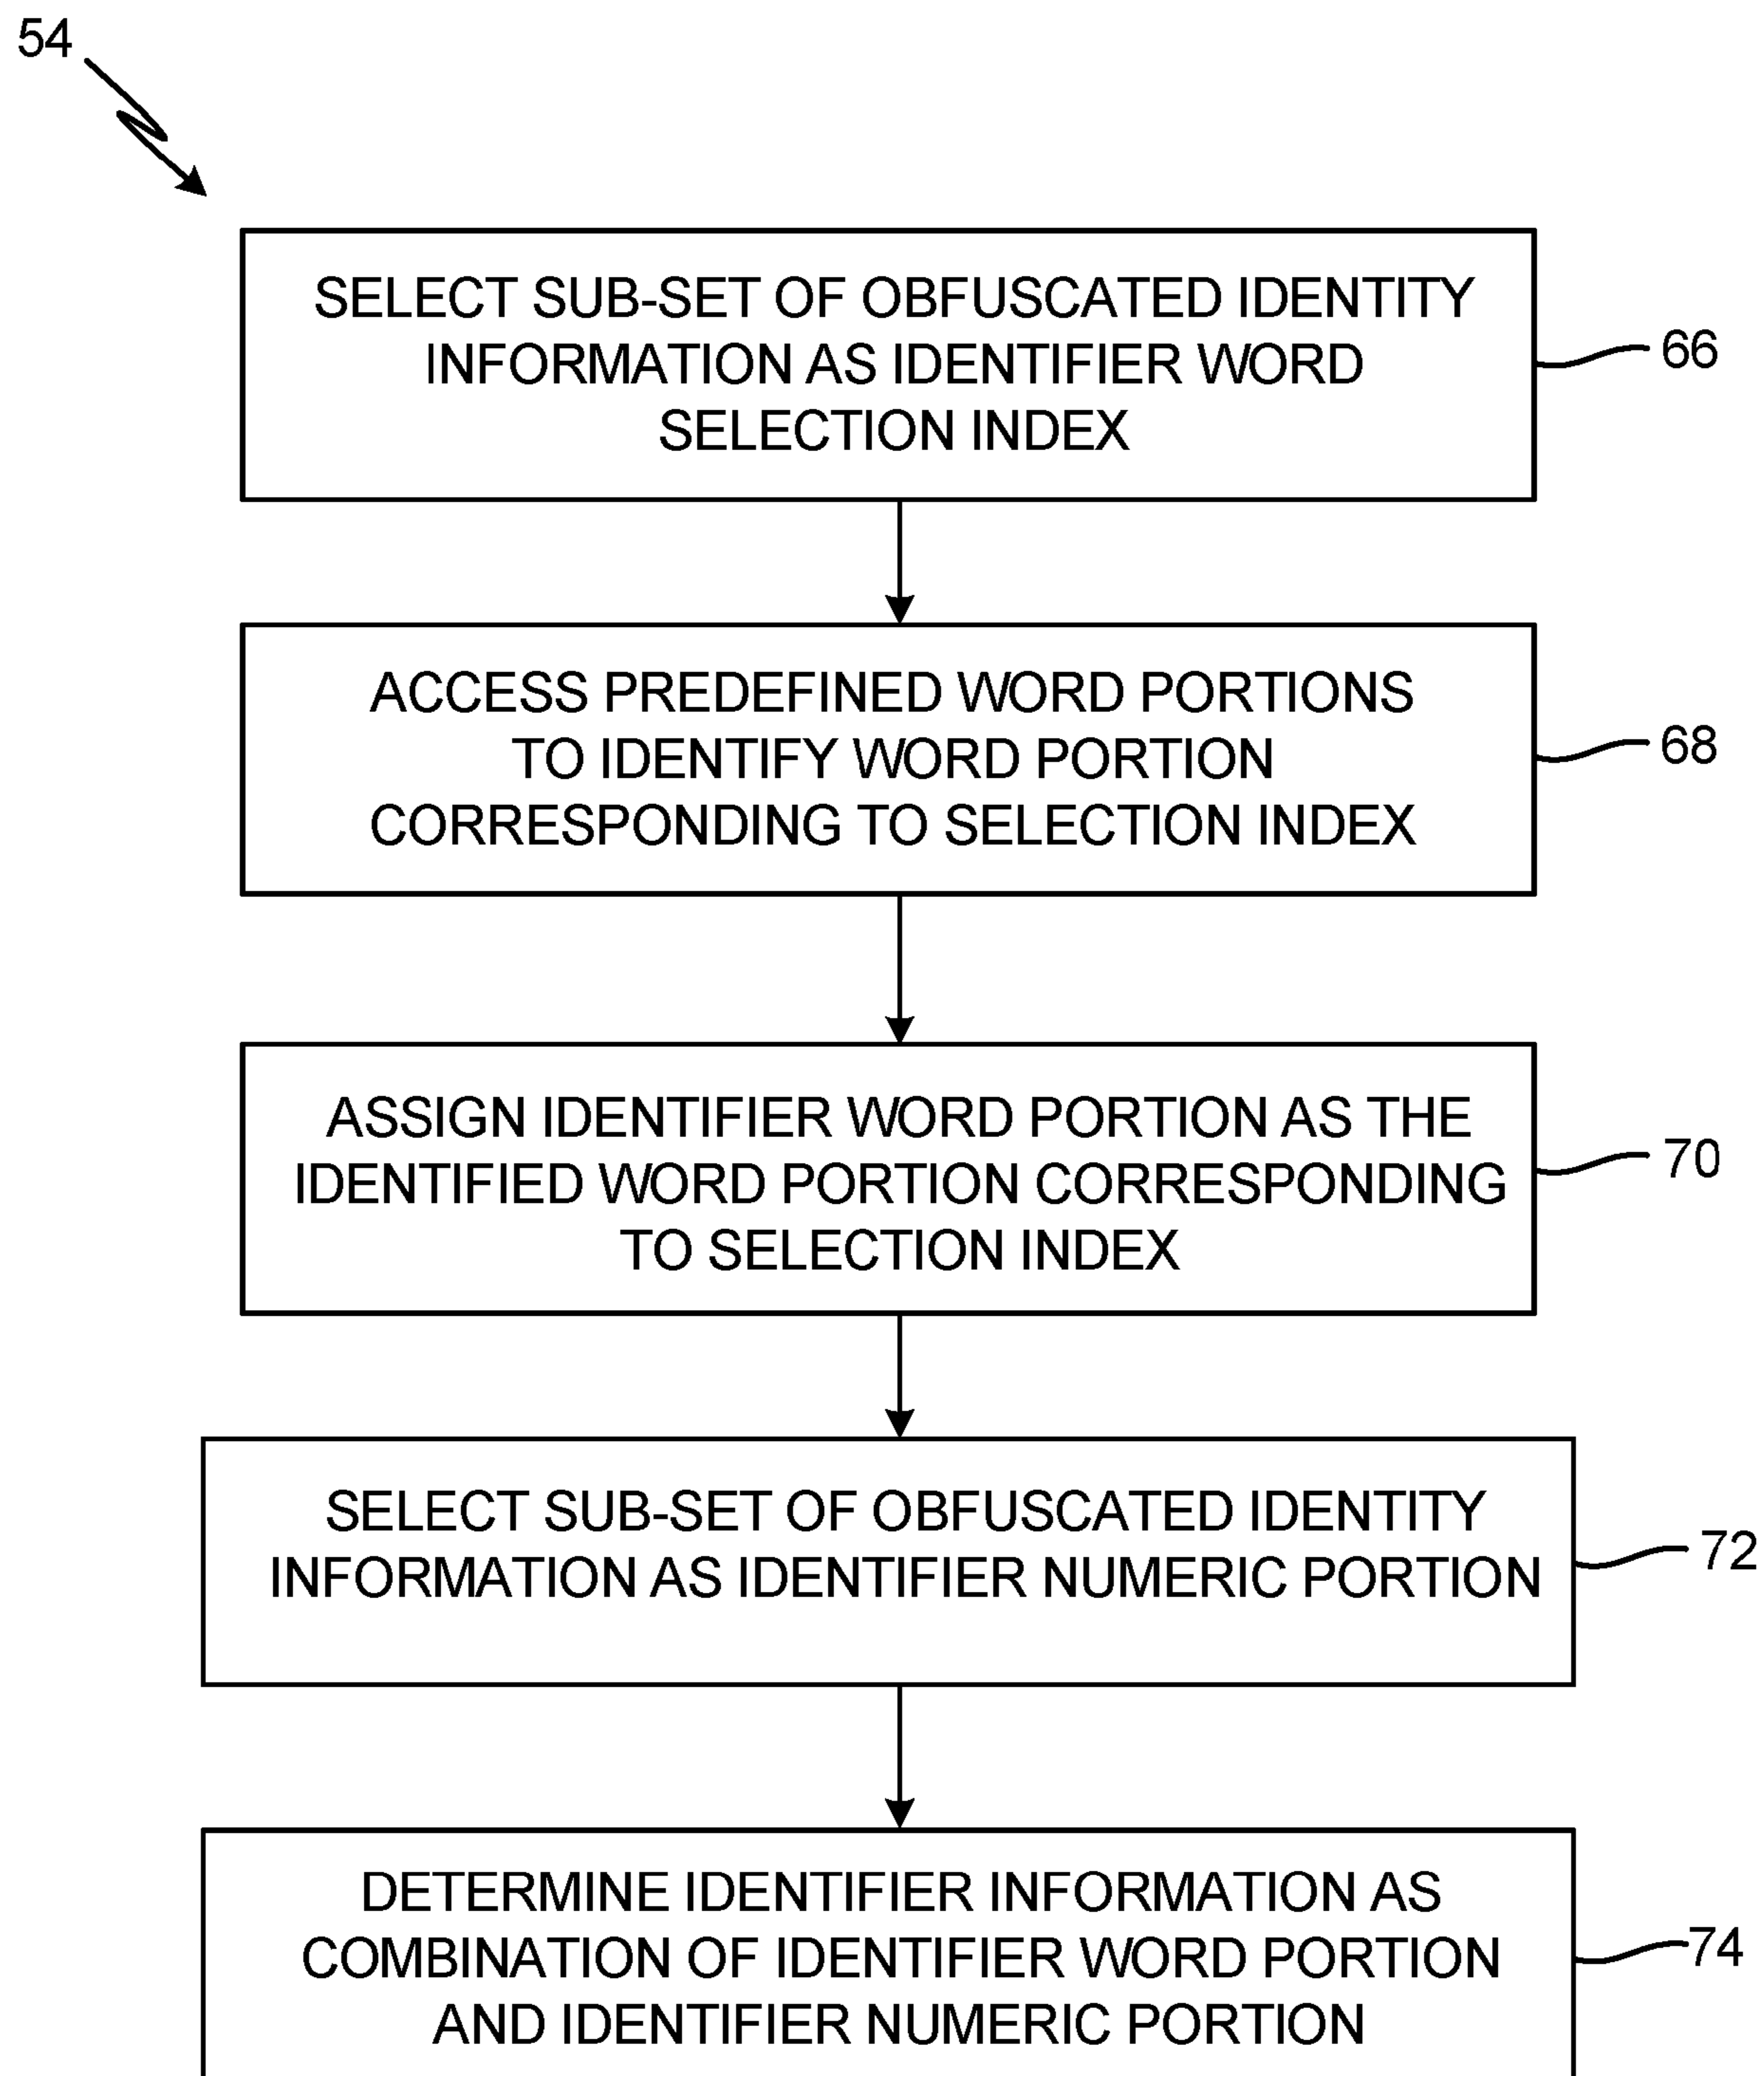 54
SELECT SUB-SET OF OBFUSCATED IDENTITY
INFORMATION AS IDENTIFIER WORD
SELECTION INDEX
66
ACCESS PREDEFINED WORD PORTIONS
TO IDENTIFY WORD PORTION
CORRESPONDING TO SELECTION INDEX
68
ASSIGN IDENTIFIER WORD PORTION AS THE
IDENTIFIED WORD PORTION CORRESPONDING
TO SELECTION INDEX
70
SELECT SUB-SET OF OBFUSCATED IDENTITY
INFORMATION AS IDENTIFIER NUMERIC PORTION
72
DETERMINE IDENTIFIER INFORMATION AS
COMBINATION OF IDENTIFIER WORD PORTION
AND IDENTIFIER NUMERIC PORTION
74